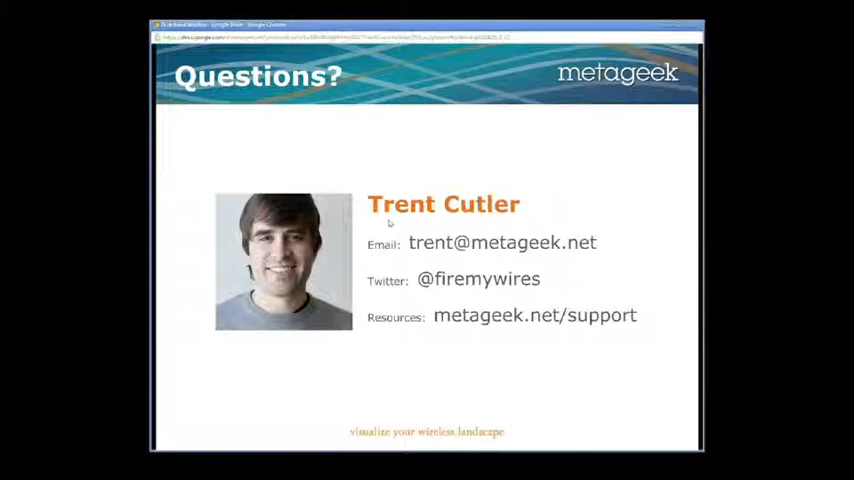 Questions?
metageek
Trent Cutler
Email: trent@metageek.net
Twitter: @firemywires
Resources: metageek.net/support
visualize your wireless landscape